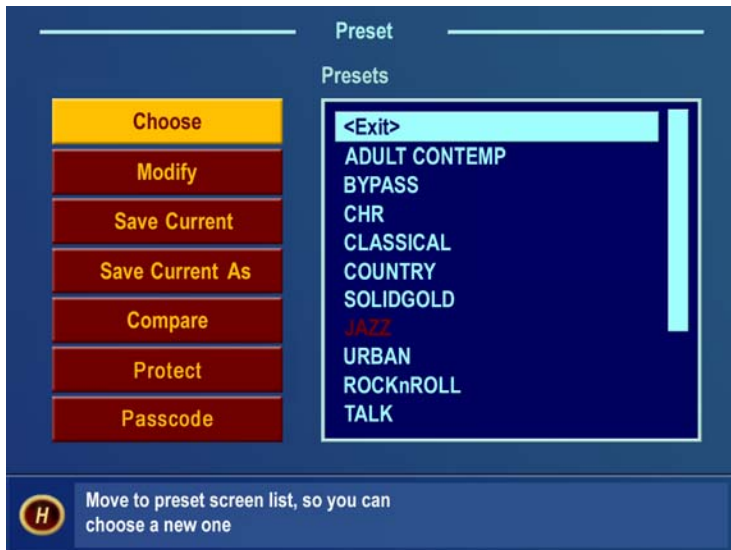 Preset
Presets
Choose
Modify
Save Current
Save Current As
Compare
Protect
Passcode
<Exit>
ADULT CONTEMP
BYPASS
CHR
CLASSICAL
COUNTRY
SOLIDGOLD
JAZZ
URBAN
ROCKnROLL
TALK
H
Move to preset screen list, so you can
choose a new one